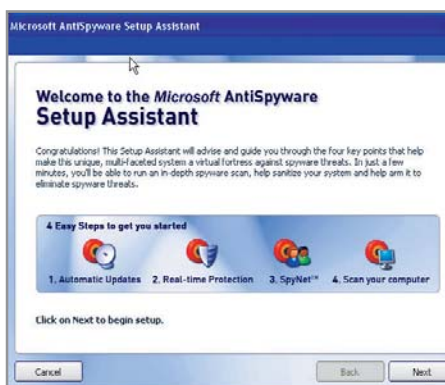 Microsoft AntiSpyware Setup Assistant
Welcome to the Microsoft AntiSpyware
Setup Assistant
Congratulations! This Setup Assistant will advise and guide you through the four key points that help
make this unique, multi-faceted system a virtual fortress against spyware threats. In just a few
minutes, you'll be able to run an in-depth spyware scan, help sanitize your system and help arm it to
eliminate spyware threats.
4 Easy Steps to get you started
1. Automatic Updates 2. Real-time Protection 3. SpyNet™ 4. Scan your computer
Click on Next to begin setup.
Cancel Back Next